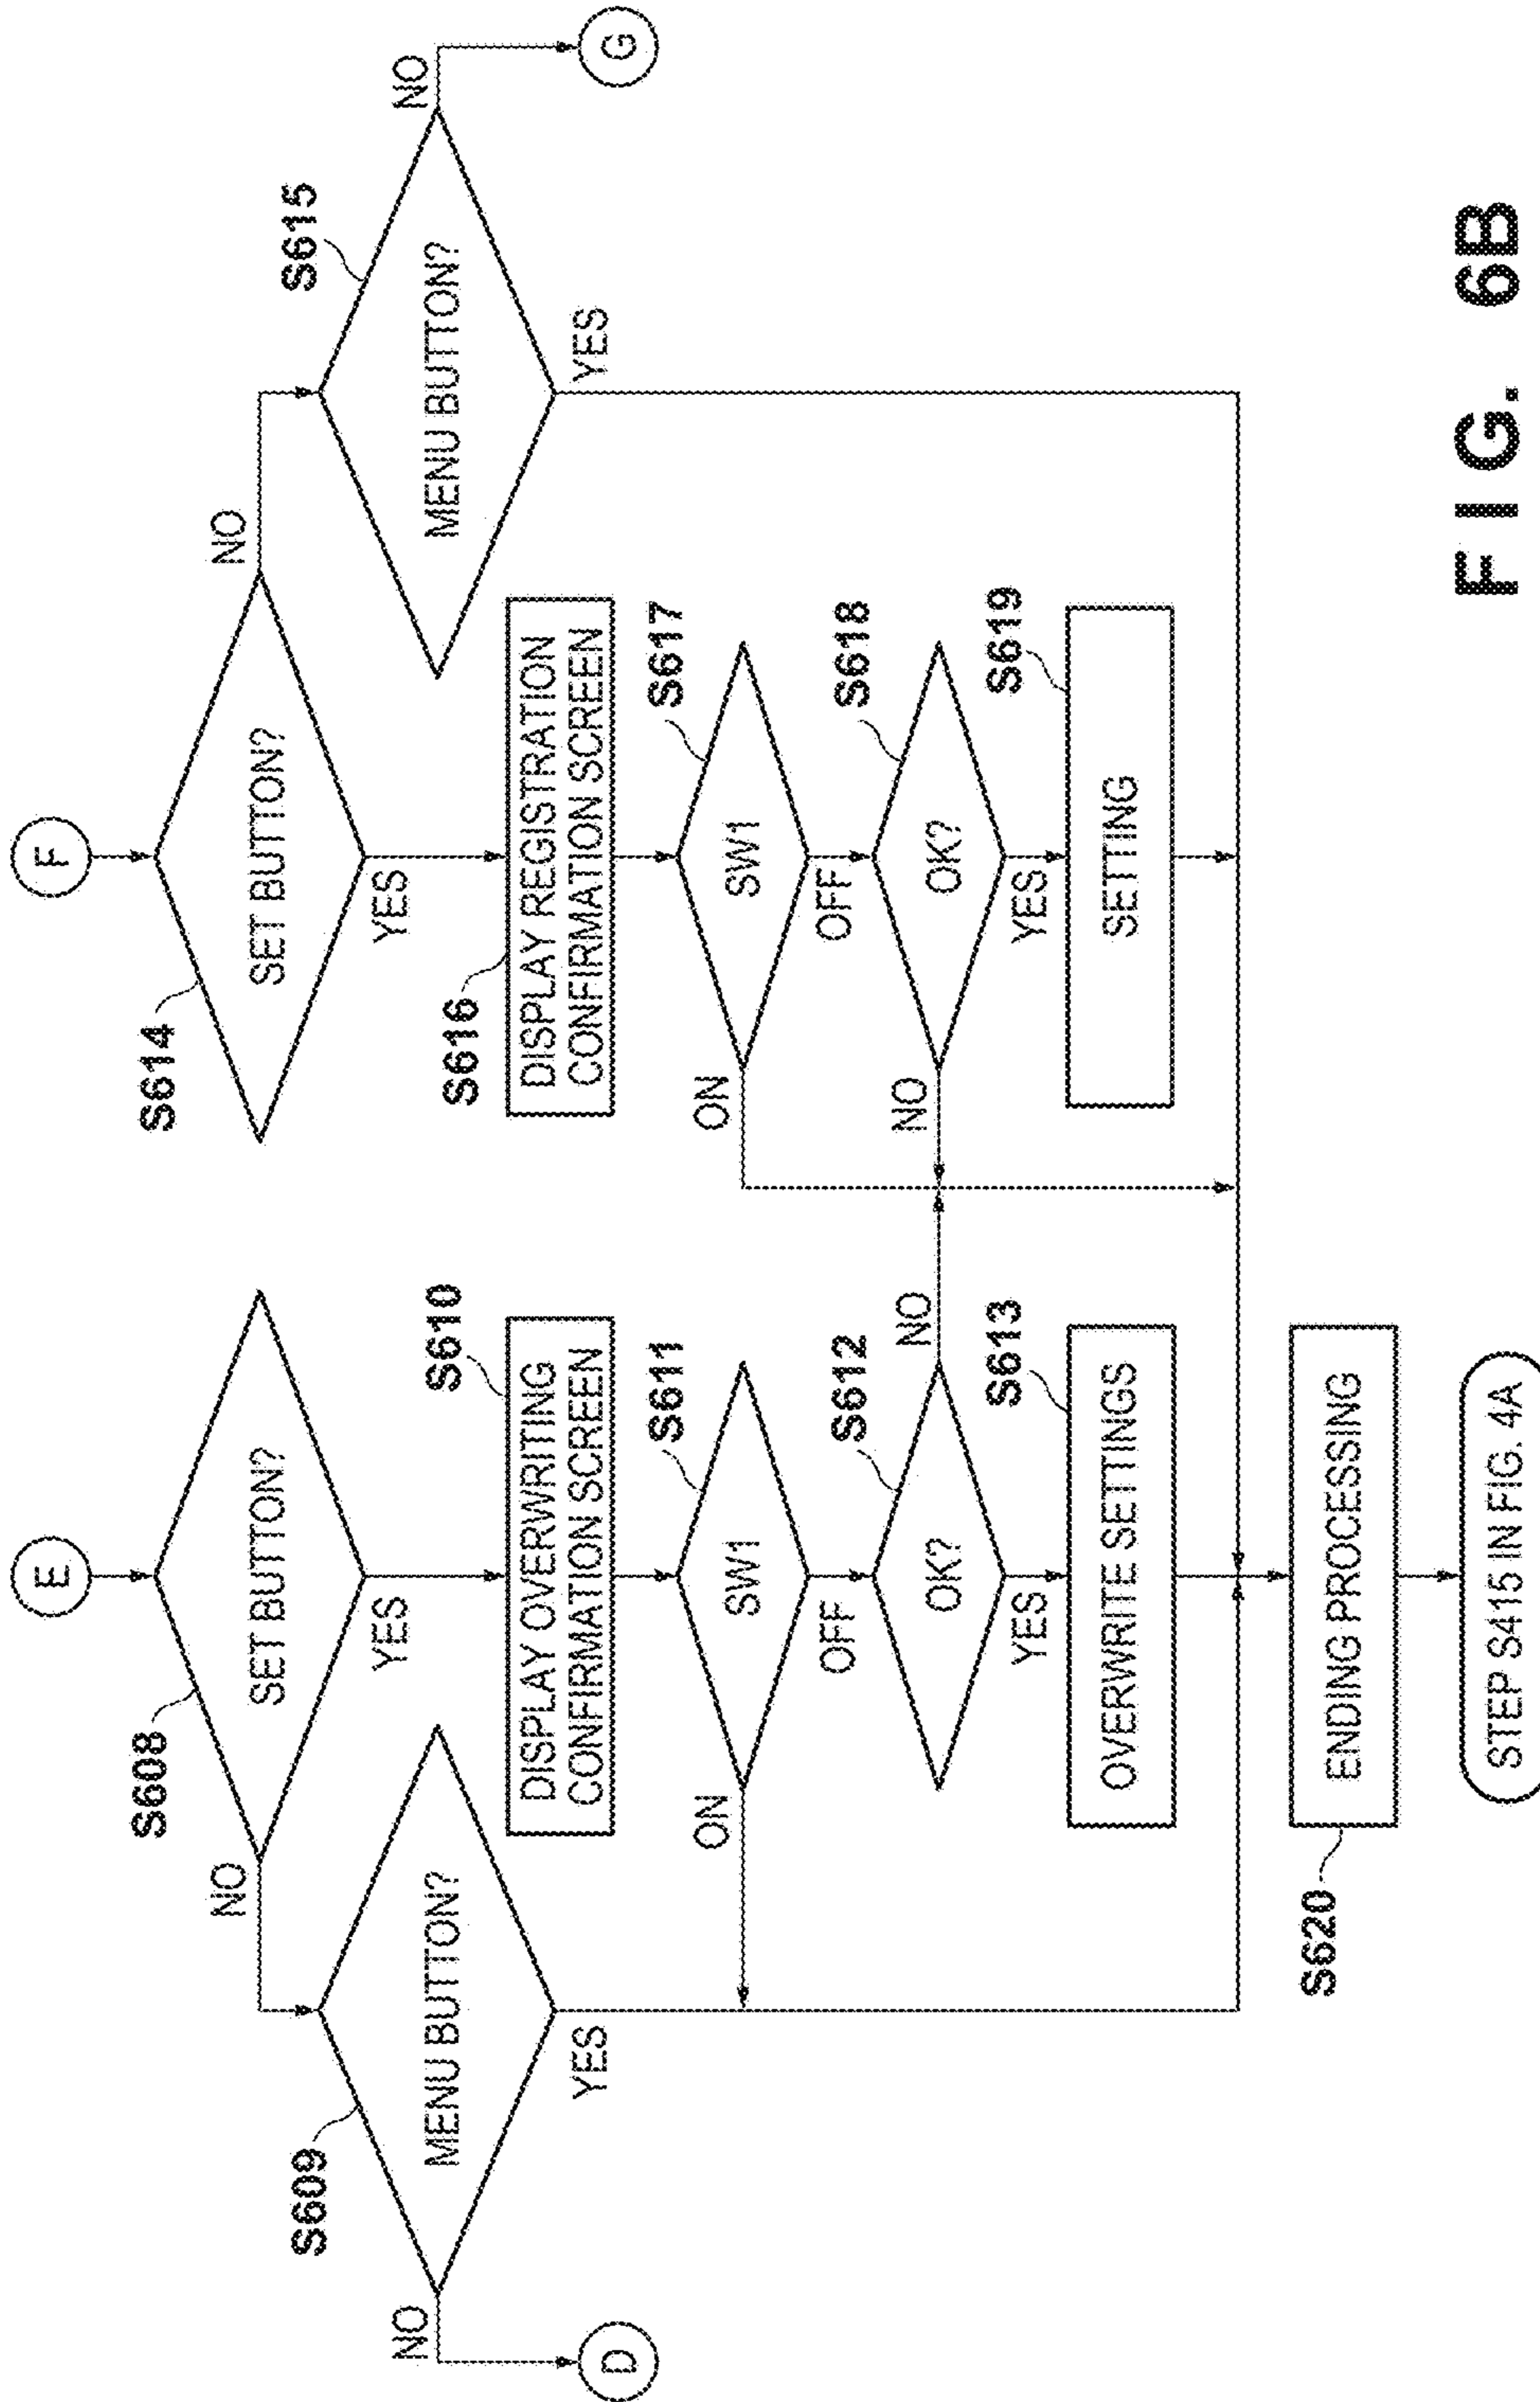 E
F
S608
SET BUTTON?
NO
YES
S614
SET BUTTON?
NO
YES
S609
MENU BUTTON?
NO
YES
S615
MENU BUTTON?
NO
YES
D
G
S610
DISPLAY OVERWRITING
CONFIRMATION SCREEN
S616
DISPLAY REGISTRATION
CONFIRMATION SCREEN
S611
SW1
ON
OFF
S617
SW1
ON
OFF
S612
OK?
NO
YES
S618
OK?
NO
YES
S613
OVERWRITE SETTINGS
S619
SETTING
S620
ENDING PROCESSING
STEP S415 IN FIG. 4A
FIG. 6B